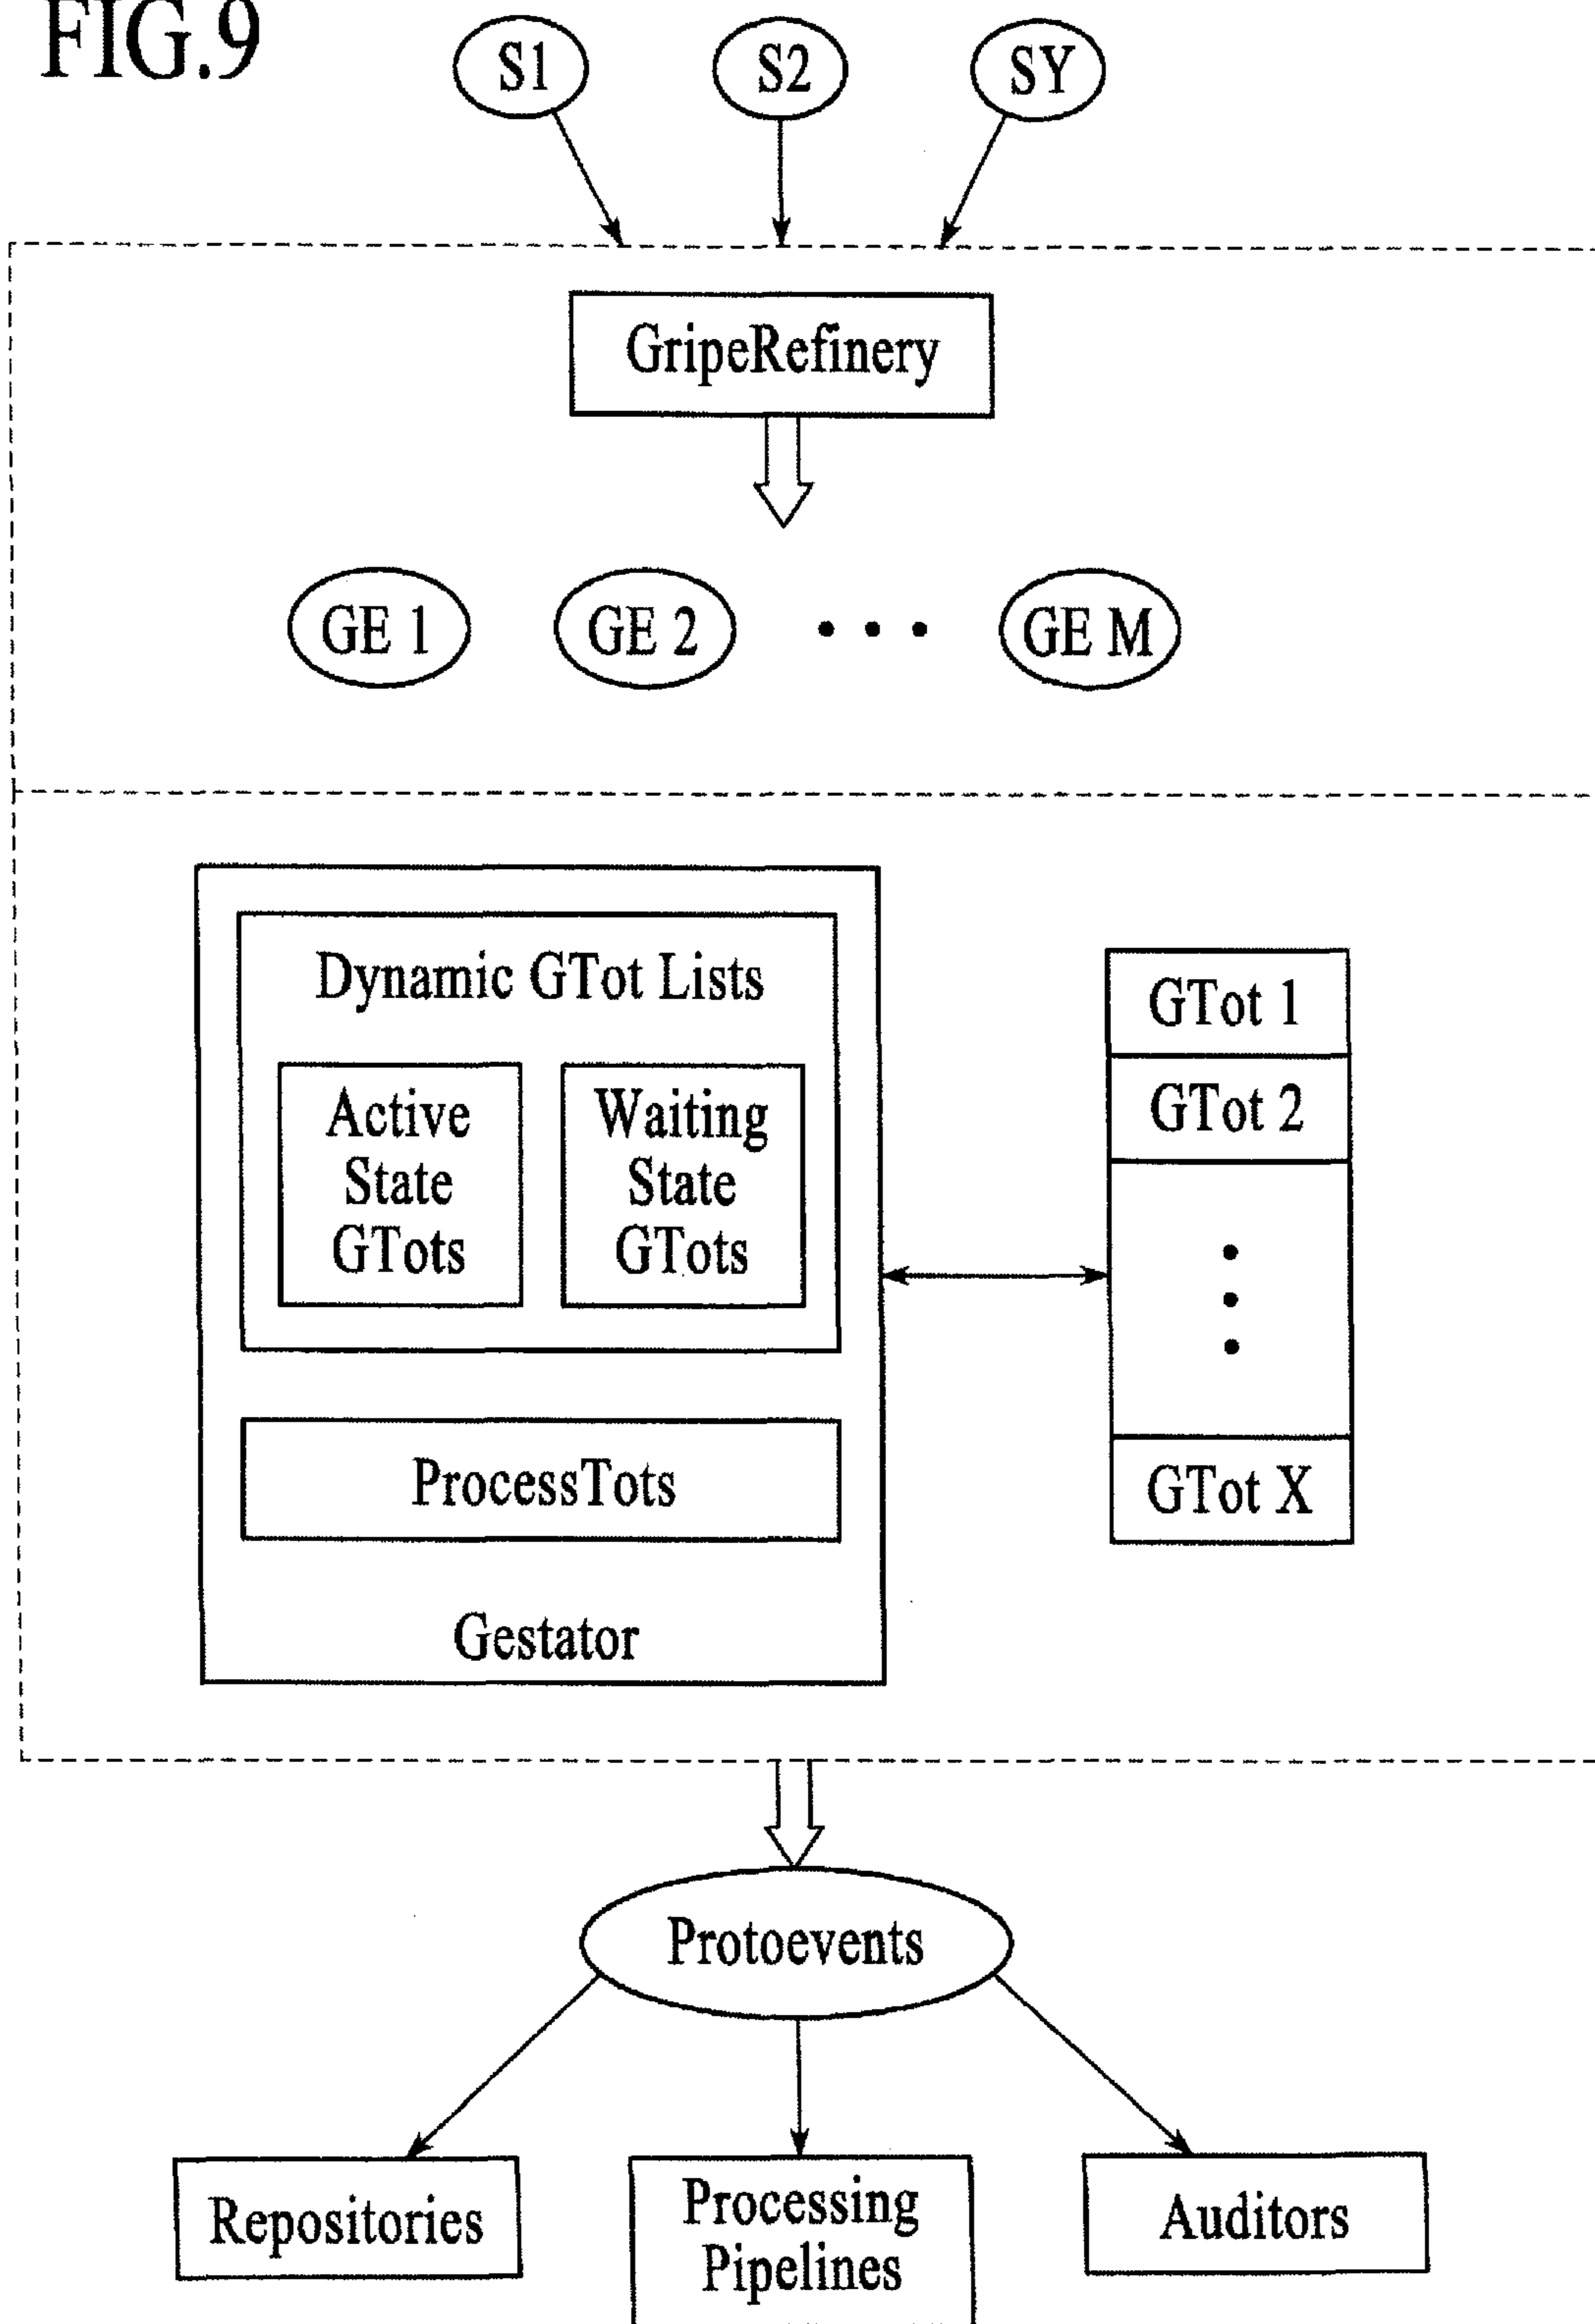 FIG.9
S1
S2
SY
GripeRefinery
GE 1
GE 2
• • •
GE M
Dynamic GTot Lists
Active
State
GTots
Waiting
State
GTots
ProcessTots
Gestator
GTot 1
GTot 2
GTot X
Protoevents
Repositories
Processing
Pipelines
Auditors